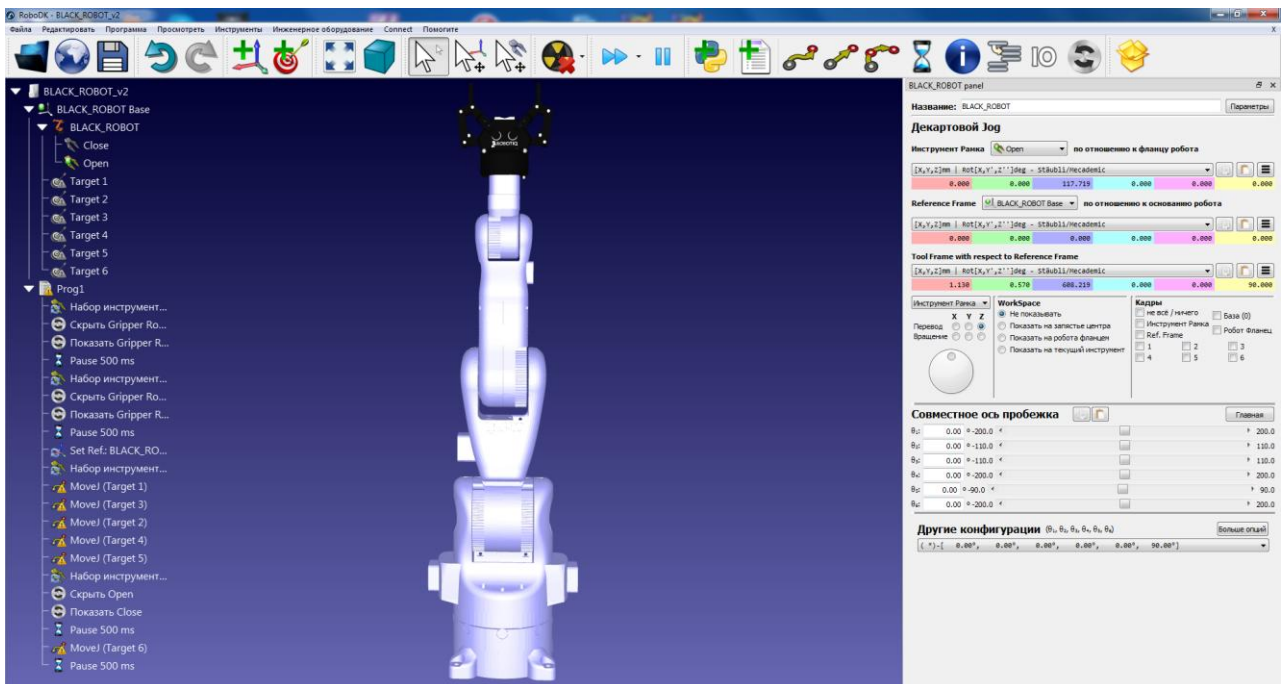 RoboDK - BLACK_ROBOT_v2
Файла Редактировать Программа Просмотреть Инструменты Инженерное оборудование Connect Помогите
BLACK_ROBOT_v2
BLACK_ROBOT Base
BLACK_ROBOT
Close
Open
Target 1
Target 2
Target 3
Target 4
Target 5
Target 6
Prog1
Набор инструмент...
Скрыть Gripper Ro...
Показать Gripper R...
Pause 500 ms
Набор инструмент...
Скрыть Gripper Ro...
Показать Gripper R...
Pause 500 ms
Set Ref.: BLACK_RO...
Набор инструмент...
MoveJ (Target 1)
MoveJ (Target 3)
MoveJ (Target 2)
MoveJ (Target 4)
MoveJ (Target 5)
Набор инструмент...
Скрыть Open
Показать Close
Pause 500 ms
MoveJ (Target 6)
Pause 500 ms
ROBOTIQ
IO
BLACK_ROBOT panel
Название: BLACK_ROBOT Параметры
Декартовой Jog
Инструмент Рамка Open по отношению к фланцу робота
[X,Y,Z]mm | Rot[X,Y',Z'']deg - Stäubli/Mecademic
0.000 0.000 117.719 0.000 0.000 0.000
Reference Frame BLACK_ROBOT Base по отношению к основанию робота
[X,Y,Z]mm | Rot[X,Y',Z'']deg - Stäubli/Mecademic
0.000 0.000 0.000 0.000 0.000 0.000
Tool Frame with respect to Reference Frame
[X,Y,Z]mm | Rot[X,Y',Z'']deg - Stäubli/Mecademic
1.130 0.570 688.219 0.000 0.000 90.000
Инструмент Рамка
X Y Z
Перевод
Вращение
WorkSpace
Не показывать
Показать на запястье центра
Показать на робота фланцем
Показать на текущий инструмент
Кадры
не всё / ничего База (0)
Инструмент Рамка Робот Фланец
Ref. Frame
1 2 3
4 5 6
Совместное ось пробежка Главная
θ₁: 0.00 ° -200.0 200.0
θ₂: 0.00 ° -110.0 110.0
θ₃: 0.00 ° -110.0 110.0
θ₄: 0.00 ° -200.0 200.0
θ₅: 0.00 ° -90.0 90.0
θ₆: 0.00 ° -200.0 200.0
Другие конфигурации (θ₁, θ₂, θ₃, θ₄, θ₅, θ₆) Больше опций
( *)-[ 0.00°, 0.00°, 0.00°, 0.00°, 0.00°, 90.00°]